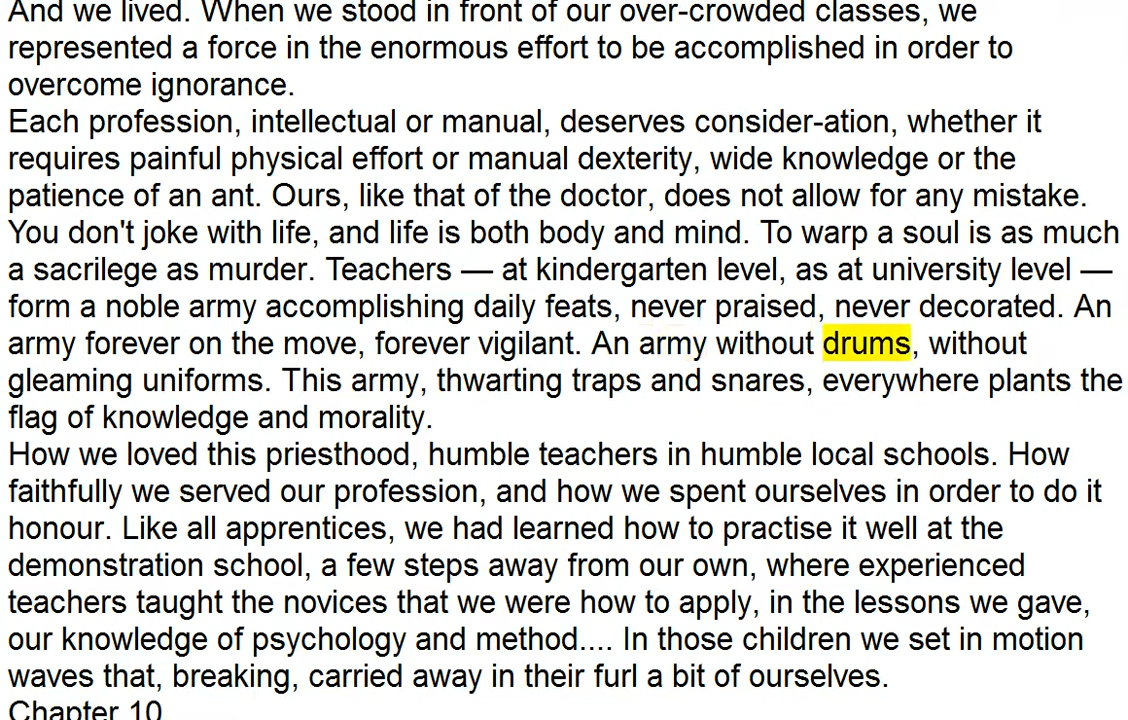 And we lived. When we stood in front of our over-crowded classes, we
represented a force in the enormous effort to be accomplished in order to
overcome ignorance.
Each profession, intellectual or manual, deserves consider-ation, whether it
requires painful physical effort or manual dexterity, wide knowledge or the
patience of an ant. Ours, like that of the doctor, does not allow for any mistake.
You don't joke with life, and life is both body and mind. To warp a soul is as much
a sacrilege as murder. Teachers — at kindergarten level, as at university level —
form a noble army accomplishing daily feats, never praised, never decorated. An
army forever on the move, forever vigilant. An army without drums, without
gleaming uniforms. This army, thwarting traps and snares, everywhere plants the
flag of knowledge and morality.
How we loved this priesthood, humble teachers in humble local schools. How
faithfully we served our profession, and how we spent ourselves in order to do it
honour. Like all apprentices, we had learned how to practise it well at the
demonstration school, a few steps away from our own, where experienced
teachers taught the novices that we were how to apply, in the lessons we gave,
our knowledge of psychology and method.... In those children we set in motion
waves that, breaking, carried away in their furl a bit of ourselves.
Chapter 10